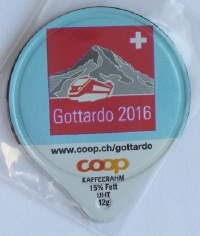 Gottardo 2016
www.coop.ch/gottardo
coop
KAFFEERAHM
15% Fett
UHT
12g